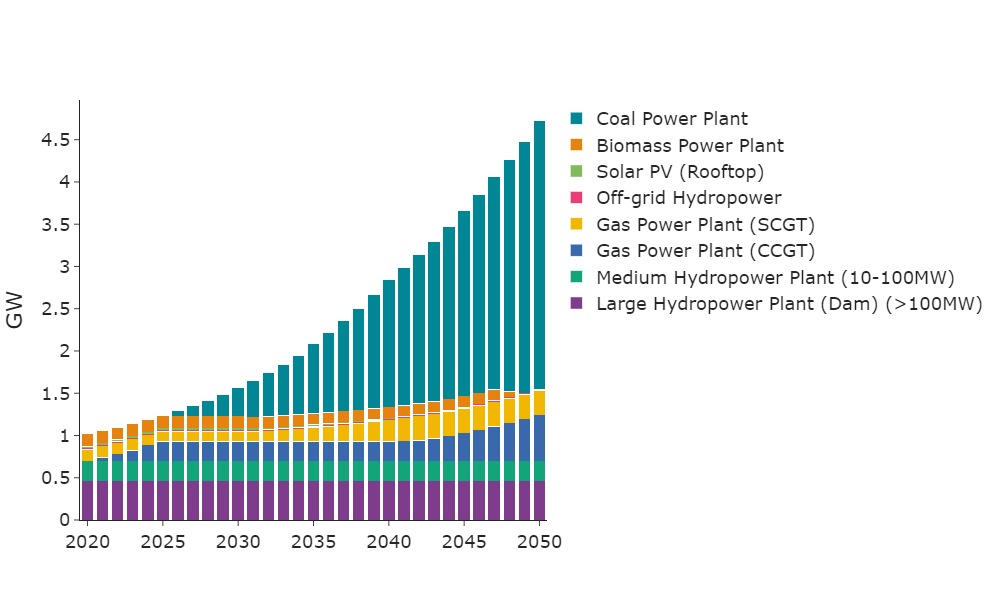 GW
4.5
4
3.5
3
2.5
2
1.5
1
0.5
0
2020 2025 2030 2035 2040 2045 2050
Coal Power Plant
Biomass Power Plant
Solar PV (Rooftop)
Off-grid Hydropower
Gas Power Plant (SCGT)
Gas Power Plant (CCGT)
Medium Hydropower Plant (10-100MW)
Large Hydropower Plant (Dam) (>100MW)